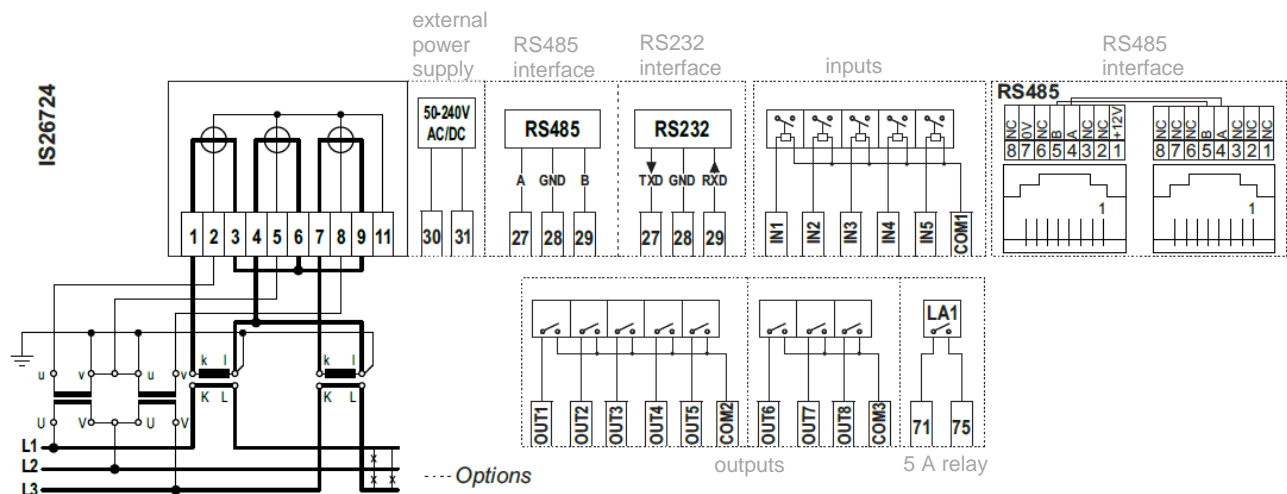 external
power
supply
RS485
interface
RS232
interface
inputs
RS485
interface
IS26724
50-240V
AC/DC
RS485
RS232
RS485
NC 0V NC B A NC NC +12V
8 7 6 5 4 3 2 1
NC NC NC B A NC NC NC
8 7 6 5 4 3 2 1
A GND B
TXD GND RXD
1
1
1 2 3 4 5 6 7 8 9 11
30 31
27 28 29
27 28 29
IN1 IN2 IN3 IN4 IN5 COM1
LA1
OUT1 OUT2 OUT3 OUT4 OUT5 COM2
OUT6 OUT7 OUT8 COM3
71 75
outputs
5 A relay
k l
k l
u v u v
K L
K L
U V U V
L1
L2
L3
---- Options